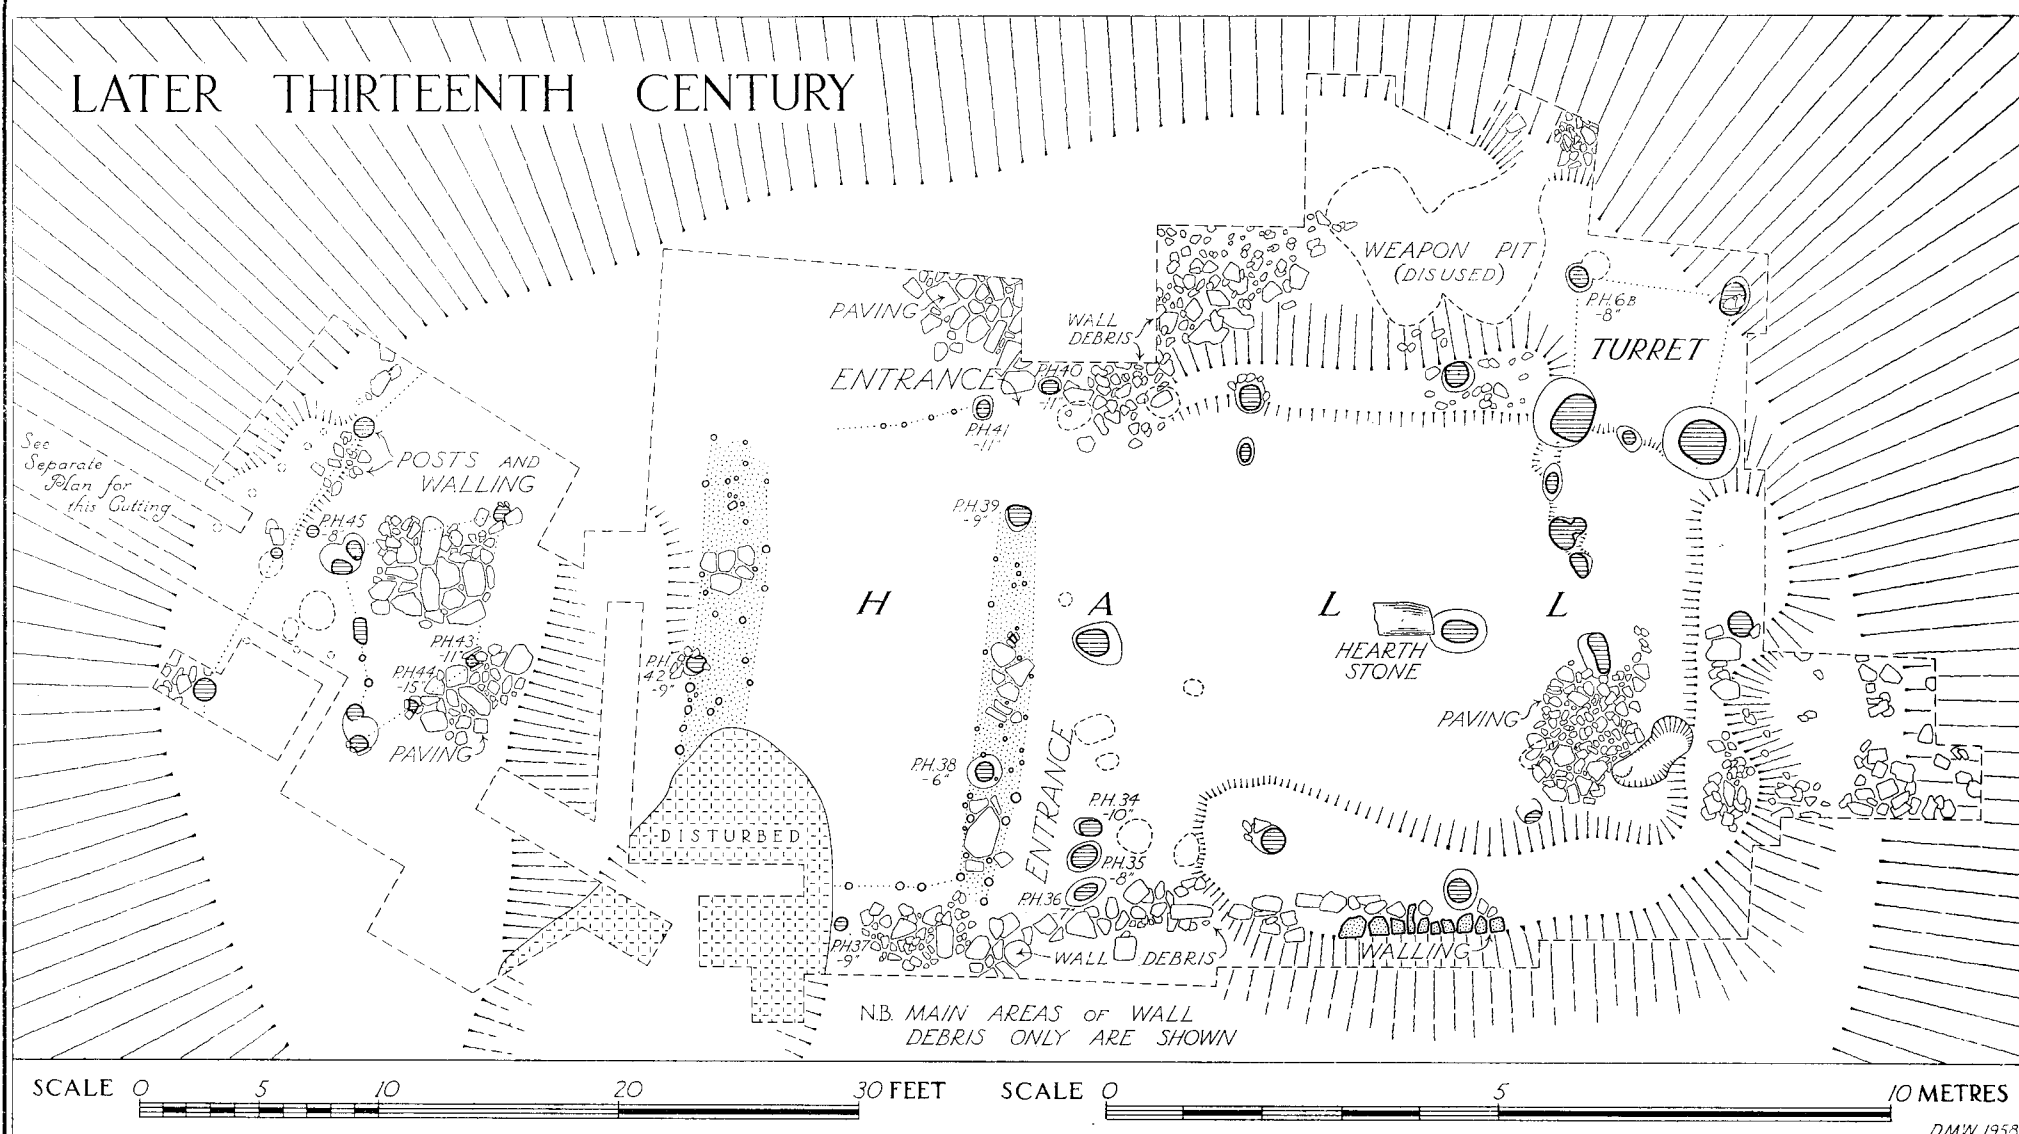 LATER THIRTEENTH CENTURY
WEAPON PIT
(DISUSED)
PAVING
WALL
DEBRIS
P.H.6B
-8"
TURRET
ENTRANCE
P.H.40
-11"
P.H.41
-11"
See
Separate
Plan for
this Cutting
POSTS AND
WALLING
P.H.45
-8"
P.H.39
-9"
H A L L
HEARTH
STONE
P.H.43
-11"
P.H.44
-15"
P.H.
42
-9"
PAVING
PAVING
ENTRANCE
P.H.38
-6"
P.H.34
-10"
DISTURBED
P.H.35
-8"
P.H.36
P.H.37
-9"
WALL DEBRIS
WALLING
N.B. MAIN AREAS OF WALL
DEBRIS ONLY ARE SHOWN
SCALE 0 5 10 20 30 FEET
SCALE 0 5 10 METRES
D.M.W. 1958